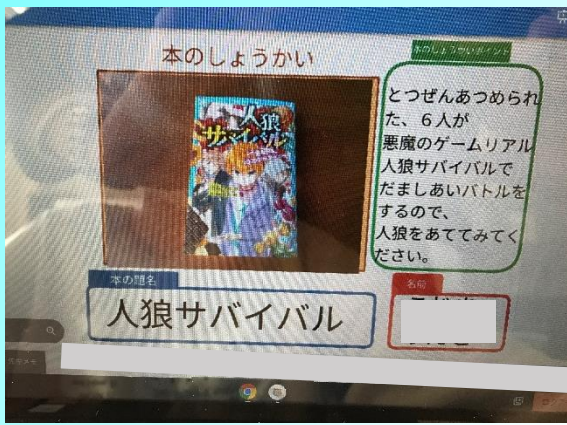 本のしょうかい
本のしょうかいポイント
とつぜんあつめられ
た、６人が
悪魔のゲームリアル
人狼サバイバルで
だましあいバトルを
するので、
人狼をあててみてく
ださい。
人狼
サバイバル
本の題名
人狼サバイバル
名前